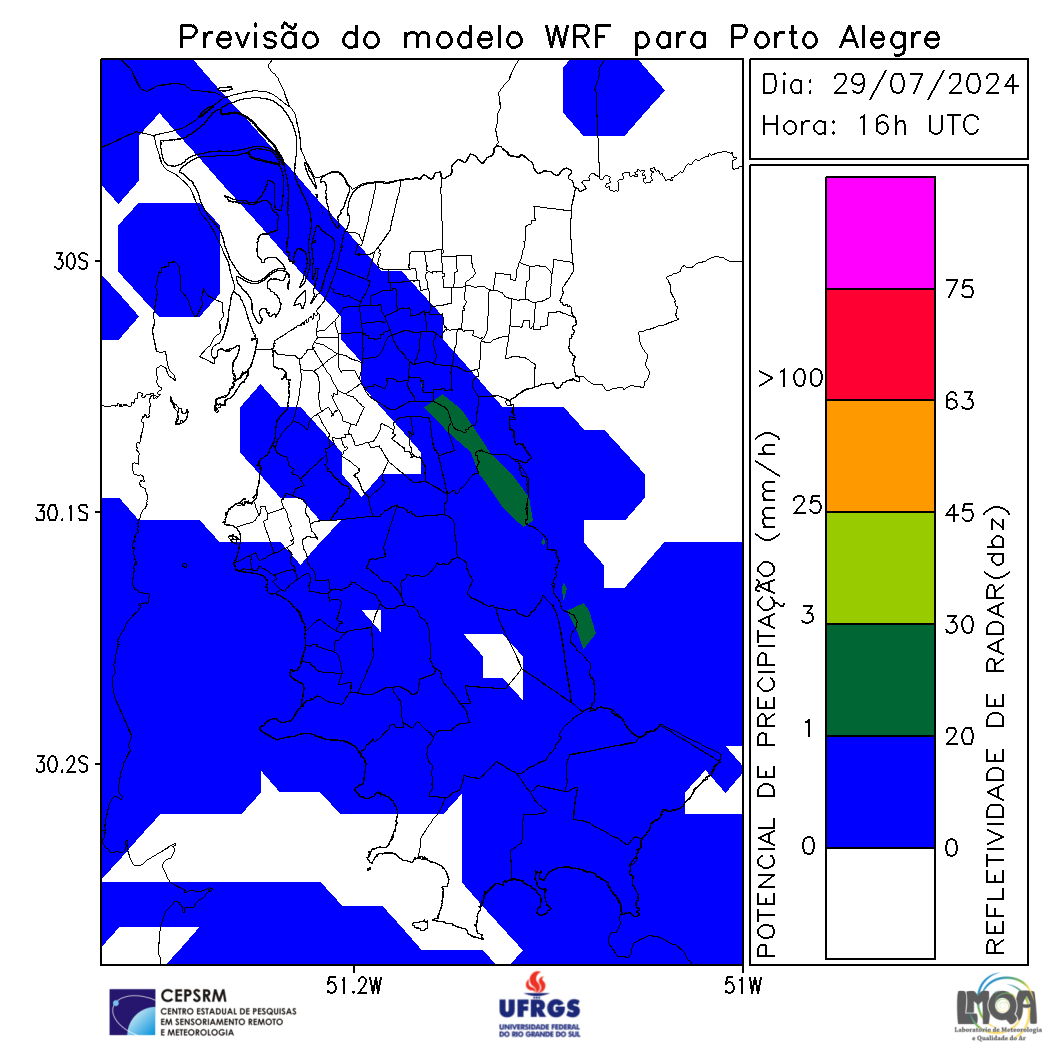 Previsão do modelo WRF para Porto Alegre
Dia: 29/07/2024
Hora: 16h UTC
30S
30.1S
30.2S
51.2W
51W
POTENCIAL DE PRECIPITAÇÃO (mm/h)
>100
25
3
1
0
75
63
45
30
20
0
REFLETIVIDADE DE RADAR(dbz)
CEPSRM
CENTRO ESTADUAL DE PESQUISAS
EM SENSORIAMENTO REMOTO
E METEOROLOGIA
UFRGS
UNIVERSIDADE FEDERAL
DO RIO GRANDE DO SUL
LMQA
Laboratório de Meteorologia
e Qualidade do Ar